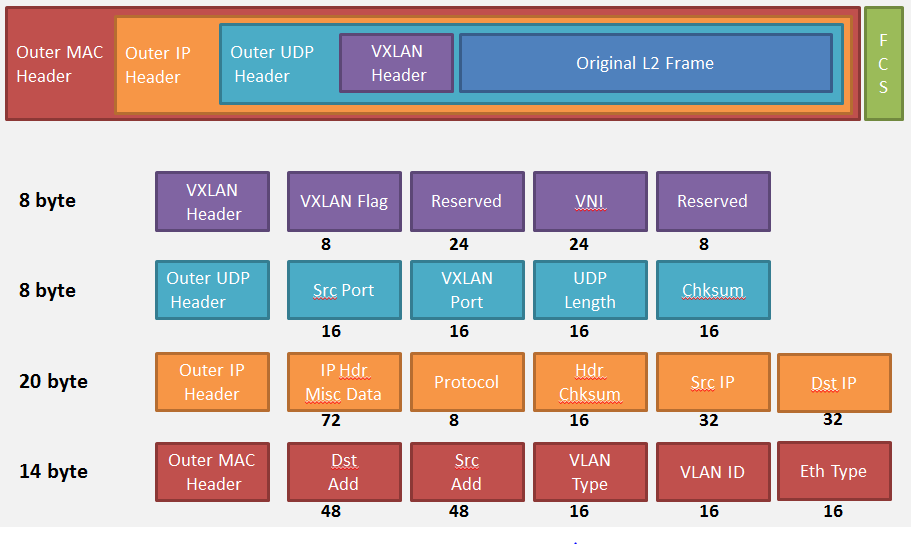 Outer MAC
Header
Outer IP
Header
Outer UDP
Header
VXLAN
Header
Original L2 Frame
F
C
S
8 byte
VXLAN
Header
VXLAN Flag
Reserved
VNI
Reserved
8
24
24
8
8 byte
Outer UDP
Header
Src Port
VXLAN
Port
UDP
Length
Chksum
16
16
16
16
20 byte
Outer IP
Header
IP Hdr
Misc Data
Protocol
Hdr
Chksum
Src IP
Dst IP
72
8
16
32
32
14 byte
Outer MAC
Header
Dst
Add
Src
Add
VLAN
Type
VLAN ID
Eth Type
48
48
16
16
16